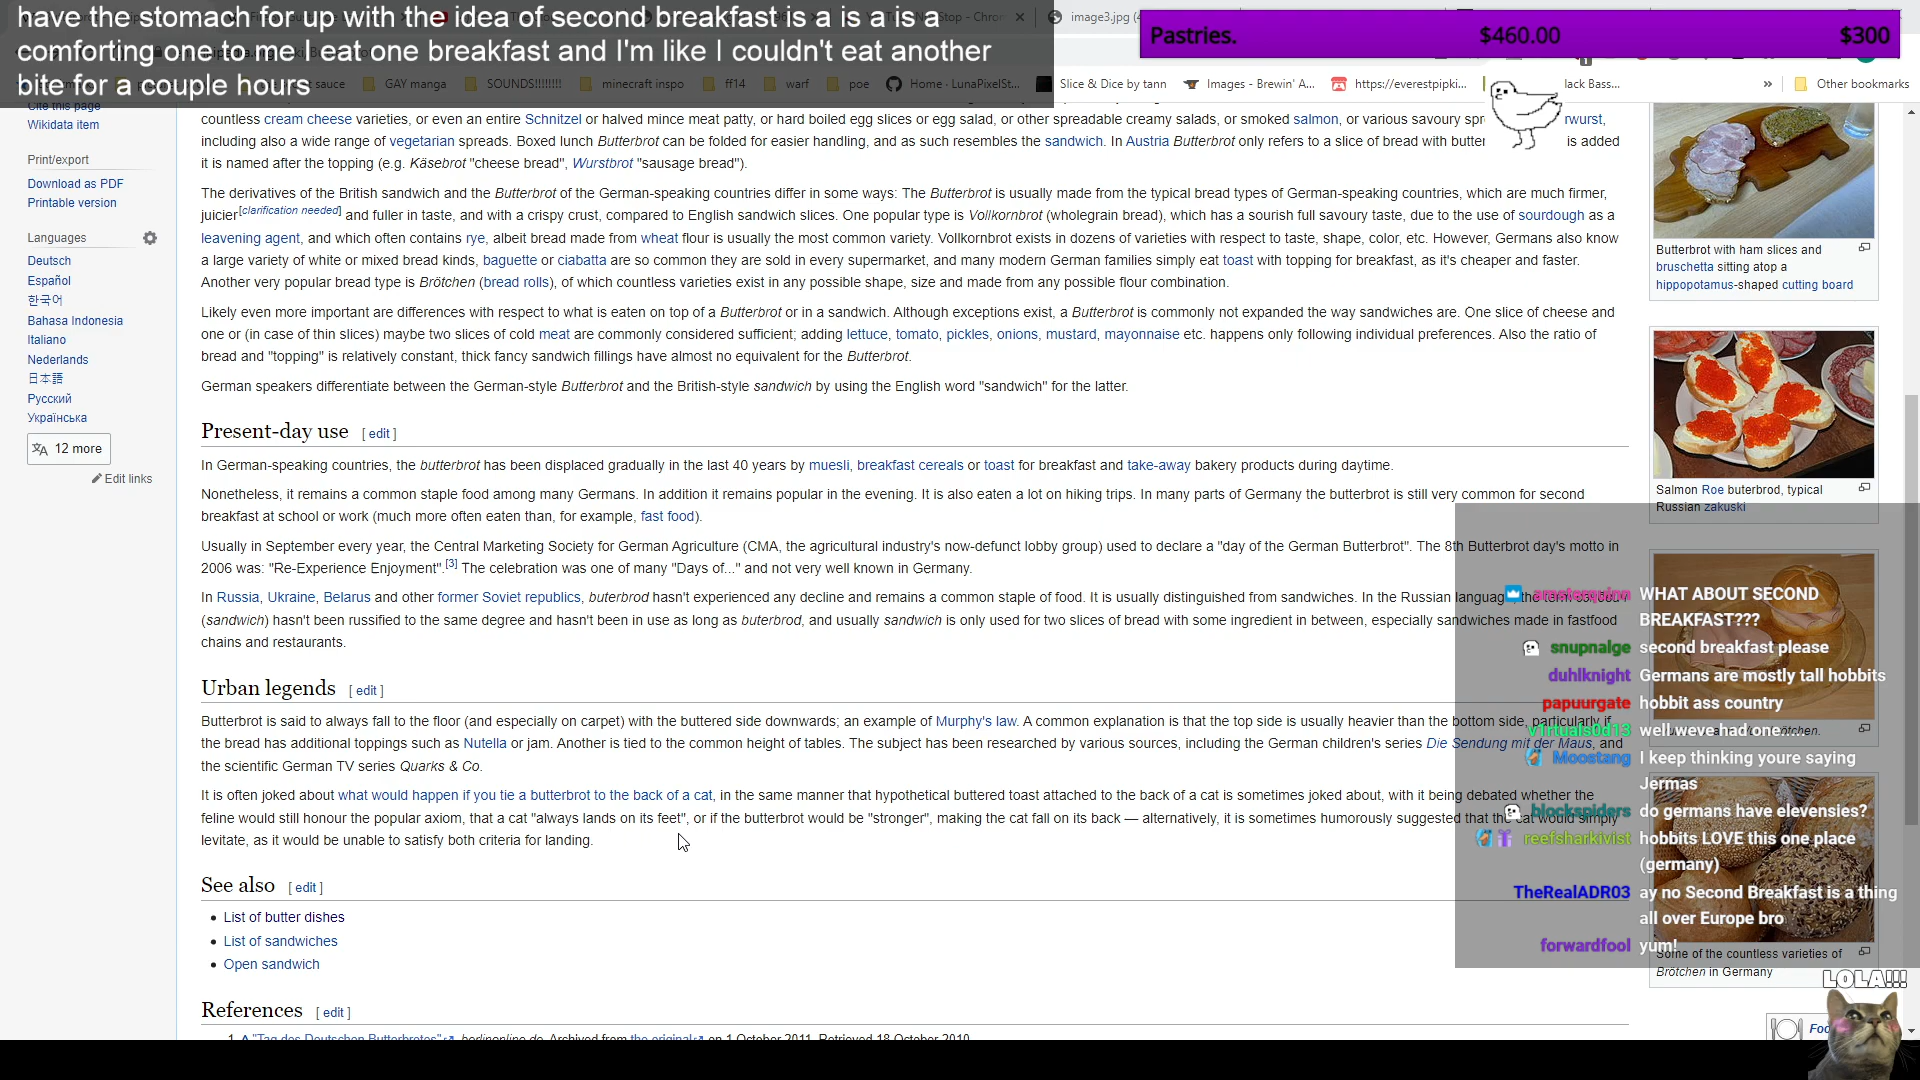 have the stomach for up with the idea of second breakfast is a is a is a
comforting one to me I eat one breakfast and I'm like I couldn't eat another
bite for a couple hours
image3.jpg (4
Pastries. $460.00 $300
sauce GAY manga SOUNDS!!!!!!!! minecraft inspo ff14 warf poe Home · LunaPixelSt... Slice & Dice by tann Images - Brewin' A... https://everestpipki... lack Bass... » Other bookmarks
Cite this page
Wikidata item
Print/export
Download as PDF
Printable version
Languages
Deutsch
Español
한국어
Bahasa Indonesia
Italiano
Nederlands
日本語
Русский
Українська
12 more
Edit links
countless cream cheese varieties, or even an entire Schnitzel or halved mince meat patty, or hard boiled egg slices or egg salad, or other spreadable creamy salads, or smoked salmon, or various savoury spr rwurst,
including also a wide range of vegetarian spreads. Boxed lunch Butterbrot can be folded for easier handling, and as such resembles the sandwich. In Austria Butterbrot only refers to a slice of bread with butter is added
it is named after the topping (e.g. Käsebrot "cheese bread", Wurstbrot "sausage bread").
The derivatives of the British sandwich and the Butterbrot of the German-speaking countries differ in some ways: The Butterbrot is usually made from the typical bread types of German-speaking countries, which are much firmer,
juicier[clarification needed] and fuller in taste, and with a crispy crust, compared to English sandwich slices. One popular type is Vollkornbrot (wholegrain bread), which has a sourish full savoury taste, due to the use of sourdough as a
leavening agent, and which often contains rye, albeit bread made from wheat flour is usually the most common variety. Vollkornbrot exists in dozens of varieties with respect to taste, shape, color, etc. However, Germans also know
a large variety of white or mixed bread kinds, baguette or ciabatta are so common they are sold in every supermarket, and many modern German families simply eat toast with topping for breakfast, as it's cheaper and faster.
Another very popular bread type is Brötchen (bread rolls), of which countless varieties exist in any possible shape, size and made from any possible flour combination.
Likely even more important are differences with respect to what is eaten on top of a Butterbrot or in a sandwich. Although exceptions exist, a Butterbrot is commonly not expanded the way sandwiches are. One slice of cheese and
one or (in case of thin slices) maybe two slices of cold meat are commonly considered sufficient; adding lettuce, tomato, pickles, onions, mustard, mayonnaise etc. happens only following individual preferences. Also the ratio of
bread and "topping" is relatively constant, thick fancy sandwich fillings have almost no equivalent for the Butterbrot.
German speakers differentiate between the German-style Butterbrot and the British-style sandwich by using the English word "sandwich" for the latter.
Present-day use [ edit ]
In German-speaking countries, the butterbrot has been displaced gradually in the last 40 years by muesli, breakfast cereals or toast for breakfast and take-away bakery products during daytime.
Nonetheless, it remains a common staple food among many Germans. In addition it remains popular in the evening. It is also eaten a lot on hiking trips. In many parts of Germany the butterbrot is still very common for second
breakfast at school or work (much more often eaten than, for example, fast food).
Usually in September every year, the Central Marketing Society for German Agriculture (CMA, the agricultural industry's now-defunct lobby group) used to declare a "day of the German Butterbrot". The 8th Butterbrot day's motto in
2006 was: "Re-Experience Enjoyment".[3] The celebration was one of many "Days of..." and not very well known in Germany.
In Russia, Ukraine, Belarus and other former Soviet republics, buterbrod hasn't experienced any decline and remains a common staple of food. It is usually distinguished from sandwiches. In the Russian language, the term
(sandwich) hasn't been russified to the same degree and hasn't been in use as long as buterbrod, and usually sandwich is only used for two slices of bread with some ingredient in between, especially sandwiches made in fastfood
chains and restaurants.
Urban legends [ edit ]
Butterbrot is said to always fall to the floor (and especially on carpet) with the buttered side downwards; an example of Murphy's law. A common explanation is that the top side is usually heavier than the bottom side, particularly if
the bread has additional toppings such as Nutella or jam. Another is tied to the common height of tables. The subject has been researched by various sources, including the German children's series Die Sendung mit der Maus, and
the scientific German TV series Quarks & Co.
It is often joked about what would happen if you tie a butterbrot to the back of a cat, in the same manner that hypothetical buttered toast attached to the back of a cat is sometimes joked about, with it being debated whether the
feline would still honour the popular axiom, that a cat "always lands on its feet", or if the butterbrot would be "stronger", making the cat fall on its back — alternatively, it is sometimes humorously suggested that the cat would simply
levitate, as it would be unable to satisfy both criteria for landing.
See also [ edit ]
List of butter dishes
List of sandwiches
Open sandwich
References [ edit ]
1. ^ "Tag des Deutschen Butterbrotes" berlinonline.de. Archived from the original on 1 October 2011. Retrieved 18 October 2010.
Butterbrot with ham slices and
bruschetta sitting atop a
hippopotamus-shaped cutting board
Salmon Roe buterbrod, typical
Russian zakuski
Brötchen.
Some of the countless varieties of
Brötchen in Germany
WHAT ABOUT SECOND
BREAKFAST???
snupnalge second breakfast please
duhlknight Germans are mostly tall hobbits
papuurgate hobbit ass country
v1rtuals0d13 well weve had one.....
Moostang I keep thinking youre saying
Jermas
blockspiders do germans have elevensies?
reefsharkivist hobbits LOVE this one place
(germany)
TheRealADR03 ay no Second Breakfast is a thing
all over Europe bro
forwardfool yum!
LOLA!!!
Foo